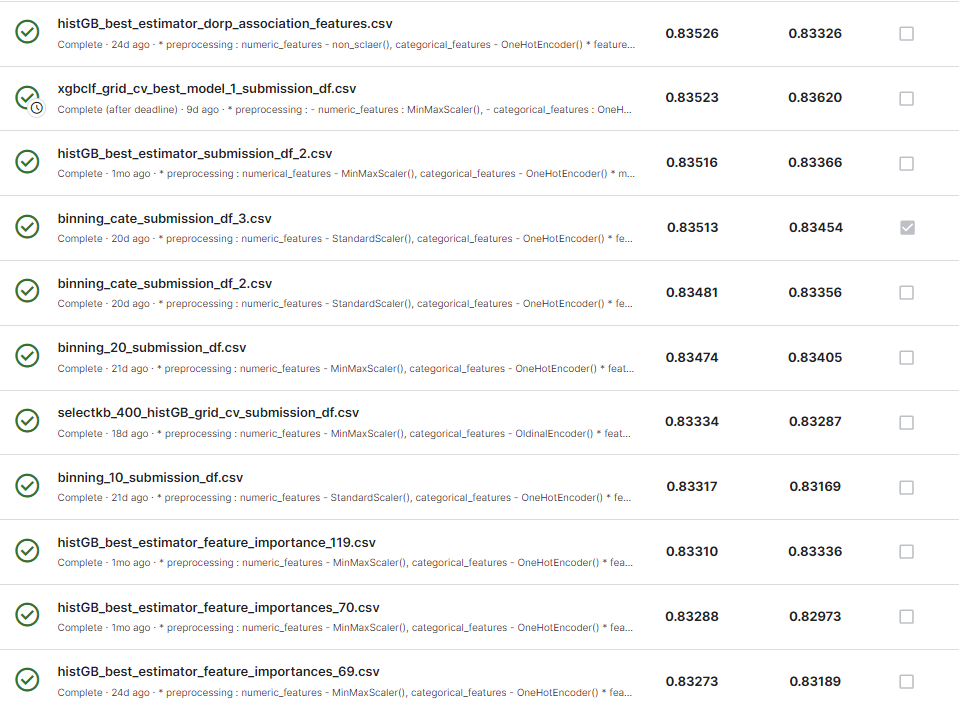 histGB_best_estimator_dorp_association_features.csv
0.83526 0.83326
Complete · 24d ago · * preprocessing : numeric_features - non_sclaer(), categorical_features - OneHotEncoder() * feature...
xgbclf_grid_cv_best_model_1_submission_df.csv
0.83523 0.83620
Complete (after deadline) · 9d ago · * preprocessing : - numeric_features : MinMaxScaler(), - categorical_features : OneH...
histGB_best_estimator_submission_df_2.csv
0.83516 0.83366
Complete · 1mo ago · * preprocessing : numerical_features - MinMaxScaler(), categorical_features - OneHotEncoder() * m...
binning_cate_submission_df_3.csv
0.83513 0.83454
Complete · 20d ago · * preprocessing : numeric_features - StandardScaler(), categorical_features - OneHotEncoder() * fe...
binning_cate_submission_df_2.csv
0.83481 0.83356
Complete · 20d ago · * preprocessing : numeric_features - StandardScaler(), categorical_features - OneHotEncoder() * fe...
binning_20_submission_df.csv
0.83474 0.83405
Complete · 21d ago · * preprocessing : numeric_features - MinMaxScaler(), categorical_features - OneHotEncoder() * feat...
selectkb_400_histGB_grid_cv_submission_df.csv
0.83334 0.83287
Complete · 18d ago · * preprocessing : numeric_features - MinMaxScaler(), categorical_features - OldinalEncoder() * feat...
binning_10_submission_df.csv
0.83317 0.83169
Complete · 21d ago · * preprocessing : numeric_features - StandardScaler(), categorical_features - OneHotEncoder() * fe...
histGB_best_estimator_feature_importance_119.csv
0.83310 0.83336
Complete · 1mo ago · * preprocessing : numeric_features - MinMaxScaler(), categorical_features - OneHotEncoder() * fea...
histGB_best_estimator_feature_importances_70.csv
0.83288 0.82973
Complete · 1mo ago · * preprocessing : numeric_features - MinMaxScaler(), categorical_features - OneHotEncoder() * fea...
histGB_best_estimator_feature_importances_69.csv
0.83273 0.83189
Complete · 24d ago · * preprocessing : numeric_features - MinMaxScaler(), categorical_features - OneHotEncoder() * fea...